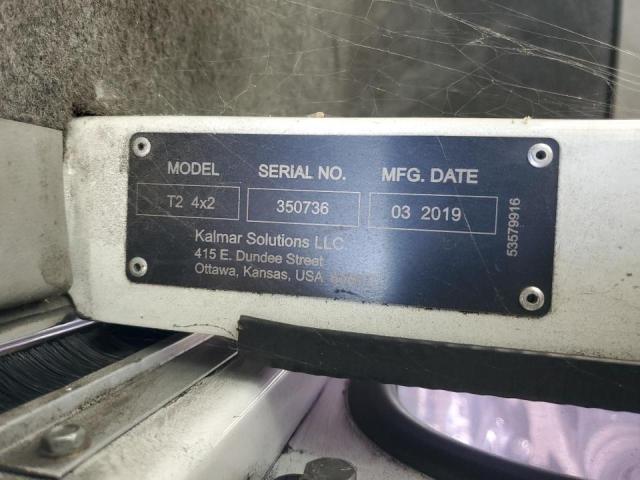 MODEL SERIAL NO. MFG. DATE
T2 4x2 350736 03 2019
Kalmar Solutions LLC
415 E. Dundee Street
Ottawa, Kansas, USA
53579916